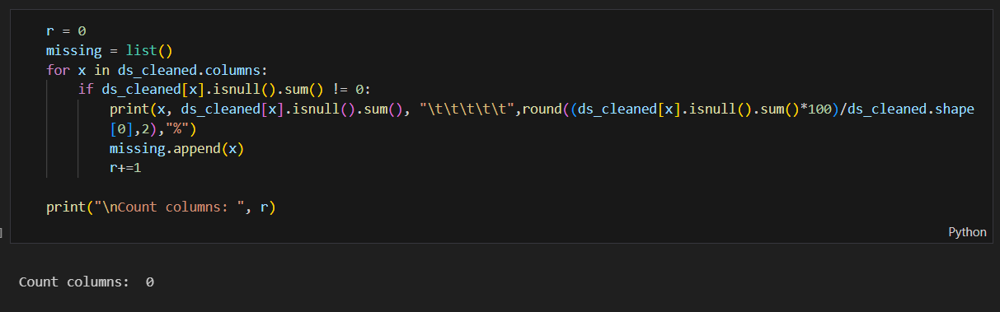 r = 0
missing = list()
for x in ds_cleaned.columns:
    if ds_cleaned[x].isnull().sum() != 0:
        print(x, ds_cleaned[x].isnull().sum(), "\t\t\t\t\t",round((ds_cleaned[x].isnull().sum()*100)/ds_cleaned.shape
        [0],2),"%")
        missing.append(x)
        r+=1
print("\nCount columns: ", r)
]
Python
Count columns:  0